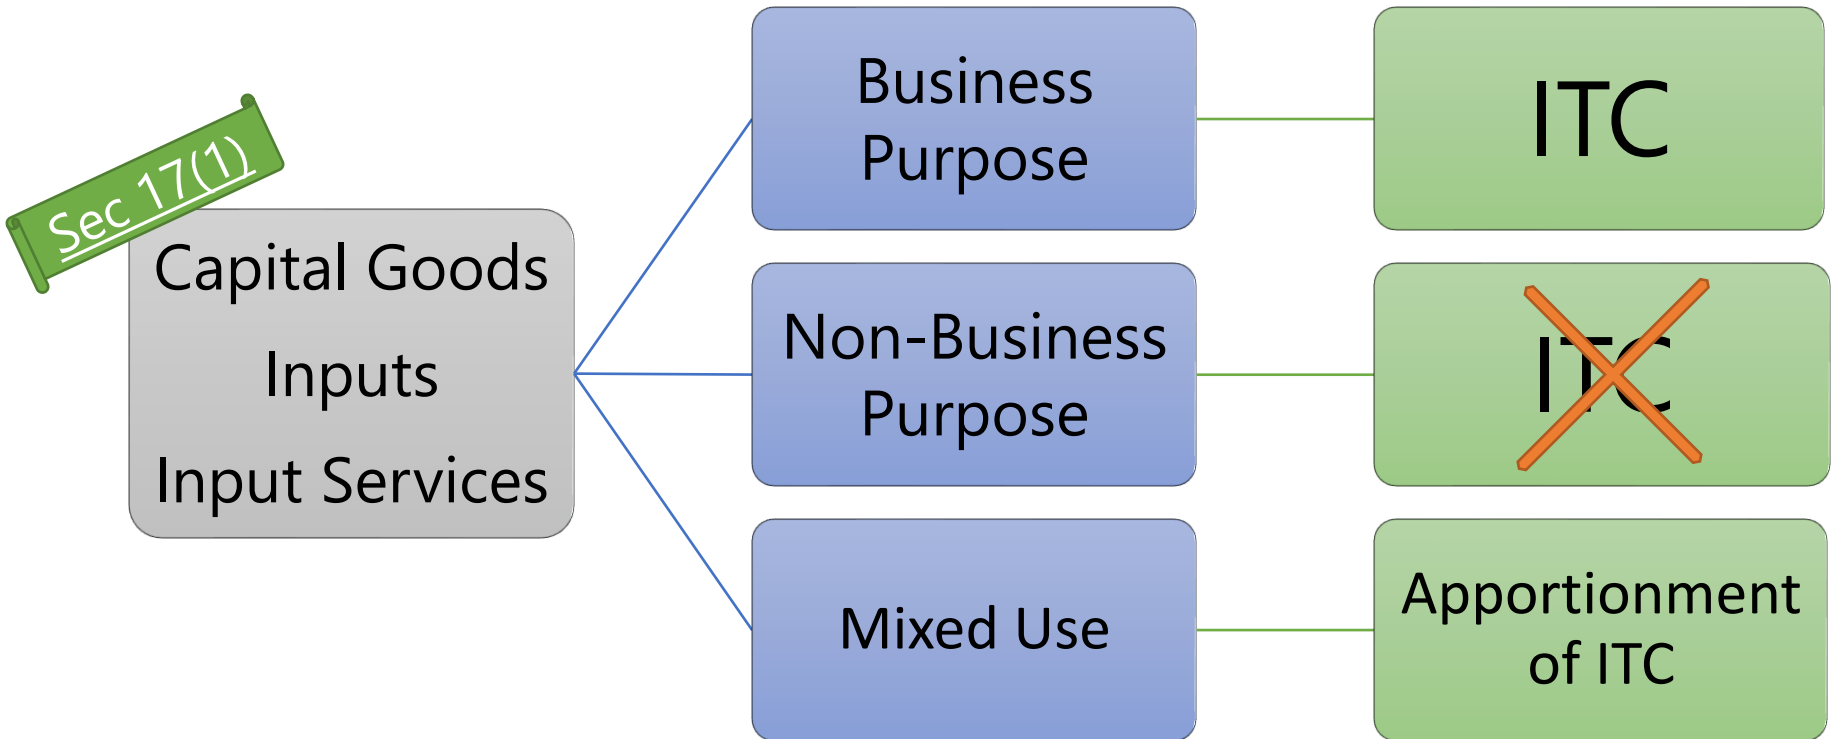 Sec 17(1)
Capital Goods
Inputs
Input Services
Business
Purpose
ITC
Non-Business
Purpose
ITC
Mixed Use
Apportionment
of ITC